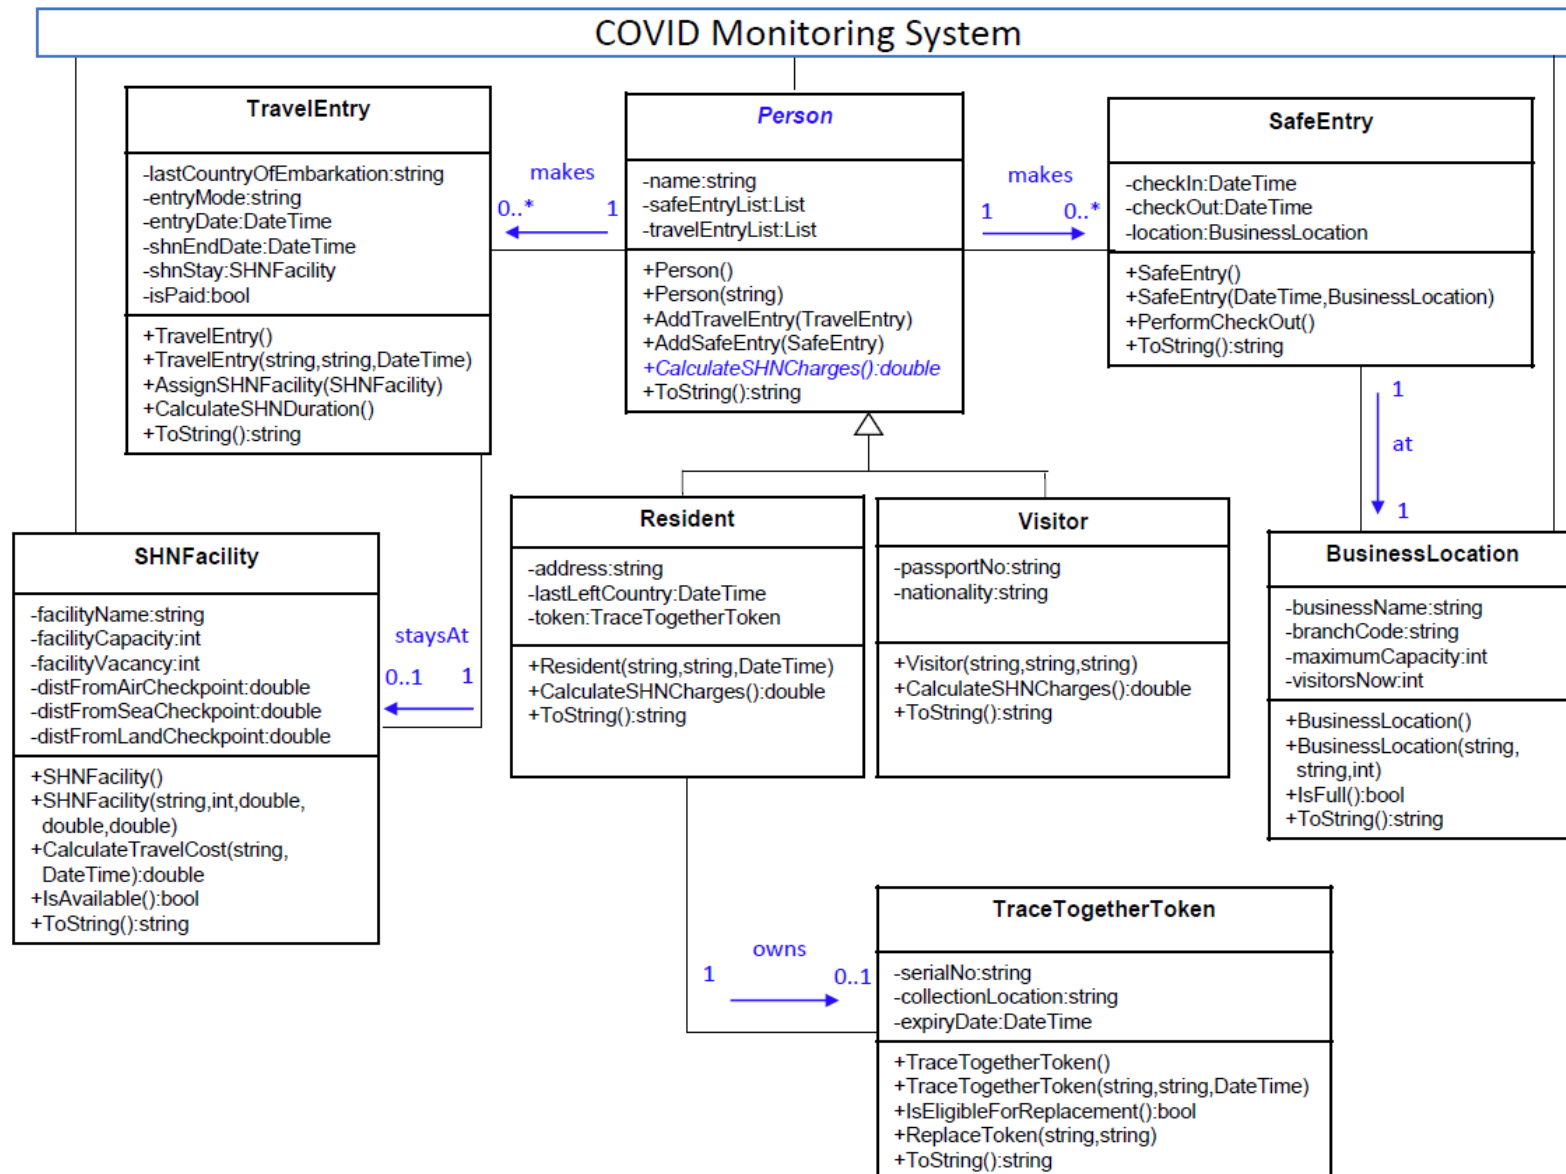 COVID Monitoring System
TravelEntry
-lastCountryOfEmbarkation:string
-entryMode:string
-entryDate:DateTime
-shnEndDate:DateTime
-shnStay:SHNFacility
-isPaid:bool
+TravelEntry()
+TravelEntry(string,string,DateTime)
+AssignSHNFacility(SHNFacility)
+CalculateSHNDuration()
+ToString():string
makes
0..* 1
Person
-name:string
-safeEntryList:List
-travelEntryList:List
+Person()
+Person(string)
+AddTravelEntry(TravelEntry)
+AddSafeEntry(SafeEntry)
+CalculateSHNCharges():double
+ToString():string
makes
1 0..*
SafeEntry
-checkIn:DateTime
-checkOut:DateTime
-location:BusinessLocation
+SafeEntry()
+SafeEntry(DateTime,BusinessLocation)
+PerformCheckOut()
+ToString():string
1
at
1
SHNFacility
-facilityName:string
-facilityCapacity:int
-facilityVacancy:int
-distFromAirCheckpoint:double
-distFromSeaCheckpoint:double
-distFromLandCheckpoint:double
+SHNFacility()
+SHNFacility(string,int,double,
double,double)
+CalculateTravelCost(string,
DateTime):double
+IsAvailable():bool
+ToString():string
staysAt
0..1 1
Resident
-address:string
-lastLeftCountry:DateTime
-token:TraceTogetherToken
+Resident(string,string,DateTime)
+CalculateSHNCharges():double
+ToString():string
Visitor
-passportNo:string
-nationality:string
+Visitor(string,string,string)
+CalculateSHNCharges():double
+ToString():string
BusinessLocation
-businessName:string
-branchCode:string
-maximumCapacity:int
-visitorsNow:int
+BusinessLocation()
+BusinessLocation(string,
string,int)
+IsFull():bool
+ToString():string
owns
1 0..1
TraceTogetherToken
-serialNo:string
-collectionLocation:string
-expiryDate:DateTime
+TraceTogetherToken()
+TraceTogetherToken(string,string,DateTime)
+IsEligibleForReplacement():bool
+ReplaceToken(string,string)
+ToString():string